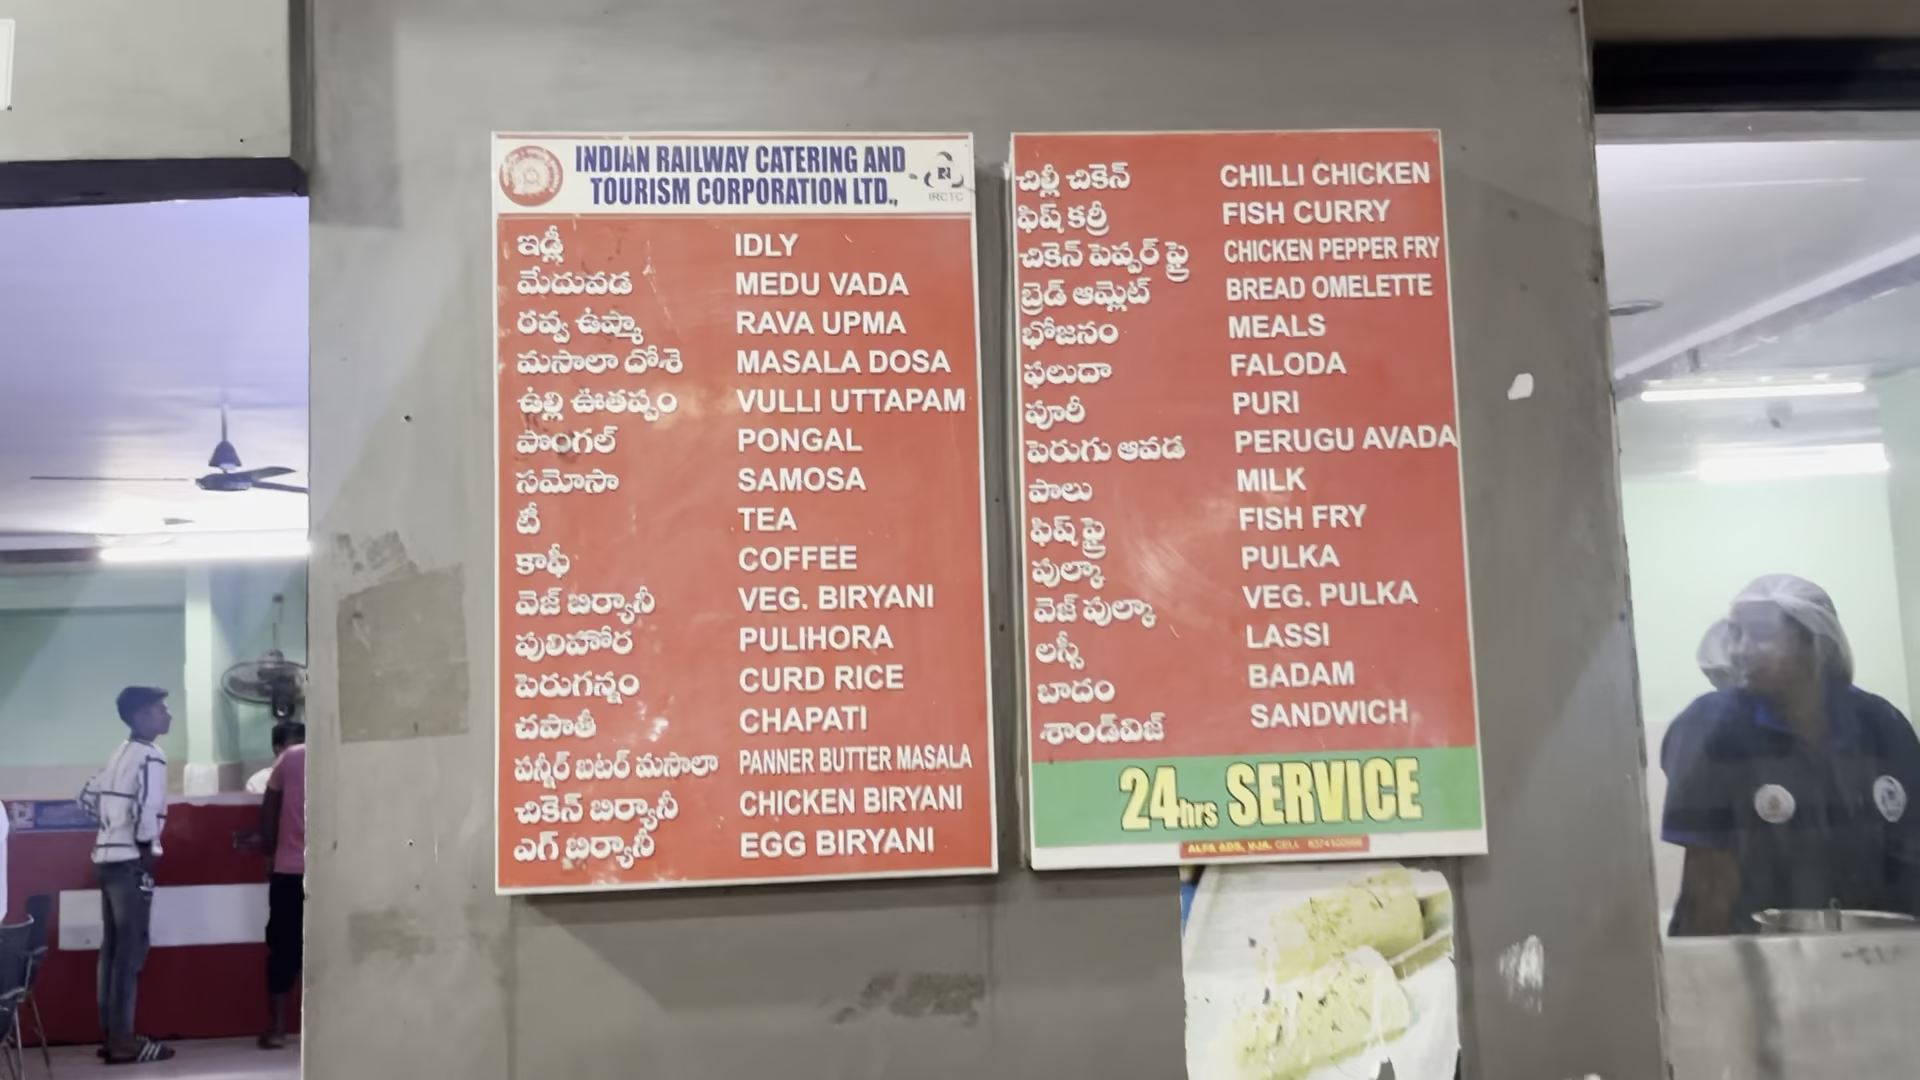 INDIAN RAILWAY CATERING AND
TOURISM CORPORATION LTD.,
IRCTC
ఇడ్లీ IDLY
మేదువడ MEDU VADA
రవ్వ ఉప్మా RAVA UPMA
మసాలా దోశె MASALA DOSA
ఉల్లి ఊతప్పం VULLI UTTAPAM
పొంగల్ PONGAL
సమోసా SAMOSA
టీ TEA
కాఫీ COFFEE
వెజ్ బిర్యానీ VEG. BIRYANI
పులిహోర PULIHORA
పెరుగన్నం CURD RICE
చపాతీ CHAPATI
పన్నీర్ బటర్ మసాలా PANNER BUTTER MASALA
చికెన్ బిర్యానీ CHICKEN BIRYANI
ఎగ్ బిర్యానీ EGG BIRYANI
చిల్లీ చికెన్ CHILLI CHICKEN
ఫిష్ కర్రీ FISH CURRY
చికెన్ పెప్పర్ ఫ్రై CHICKEN PEPPER FRY
బ్రెడ్ ఆమ్లెట్ BREAD OMELETTE
భోజనం MEALS
ఫలుదా FALODA
పూరీ PURI
పెరుగు ఆవడ PERUGU AVADA
పాలు MILK
ఫిష్ ఫ్రై FISH FRY
పుల్కా PULKA
వెజ్ పుల్కా VEG. PULKA
లస్సీ LASSI
బాదం BADAM
శాండ్‌విజ్ SANDWICH
24hrs SERVICE
ALFA ADS, VJA. CELL